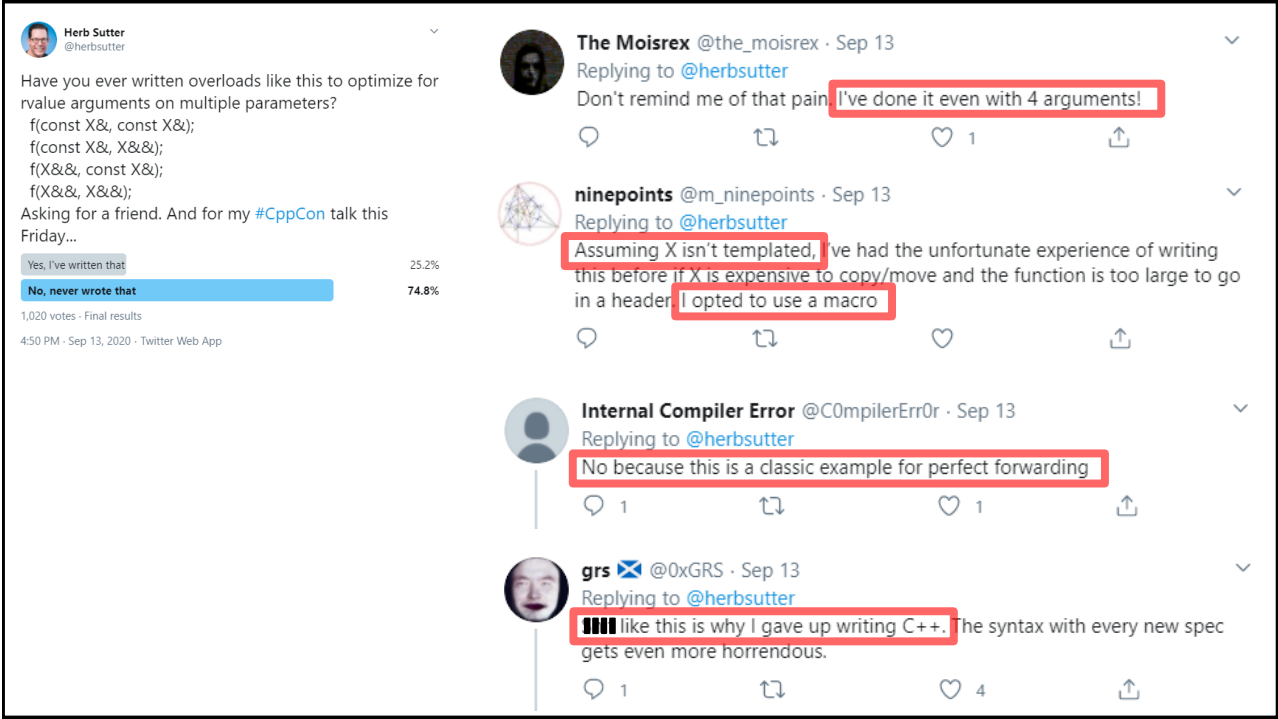 Herb Sutter
@herbsutter
Have you ever written overloads like this to optimize for
rvalue arguments on multiple parameters?
f(const X&, const X&);
f(const X&, X&&);
f(X&&, const X&);
f(X&&, X&&);
Asking for a friend. And for my #CppCon talk this
Friday...
Yes, I've written that 25.2%
No, never wrote that 74.8%
1,020 votes · Final results
4:50 PM · Sep 13, 2020 · Twitter Web App
The Moisrex @the_moisrex · Sep 13
Replying to @herbsutter
Don't remind me of that pain. I've done it even with 4 arguments!
1
ninepoints @m_ninepoints · Sep 13
Replying to @herbsutter
Assuming X isn't templated, I've had the unfortunate experience of writing
this before if X is expensive to copy/move and the function is too large to go
in a header. I opted to use a macro
Internal Compiler Error @C0mpilerErr0r · Sep 13
Replying to @herbsutter
No because this is a classic example for perfect forwarding
1 1
grs @0xGRS · Sep 13
Replying to @herbsutter
like this is why I gave up writing C++. The syntax with every new spec
gets even more horrendous.
1 4